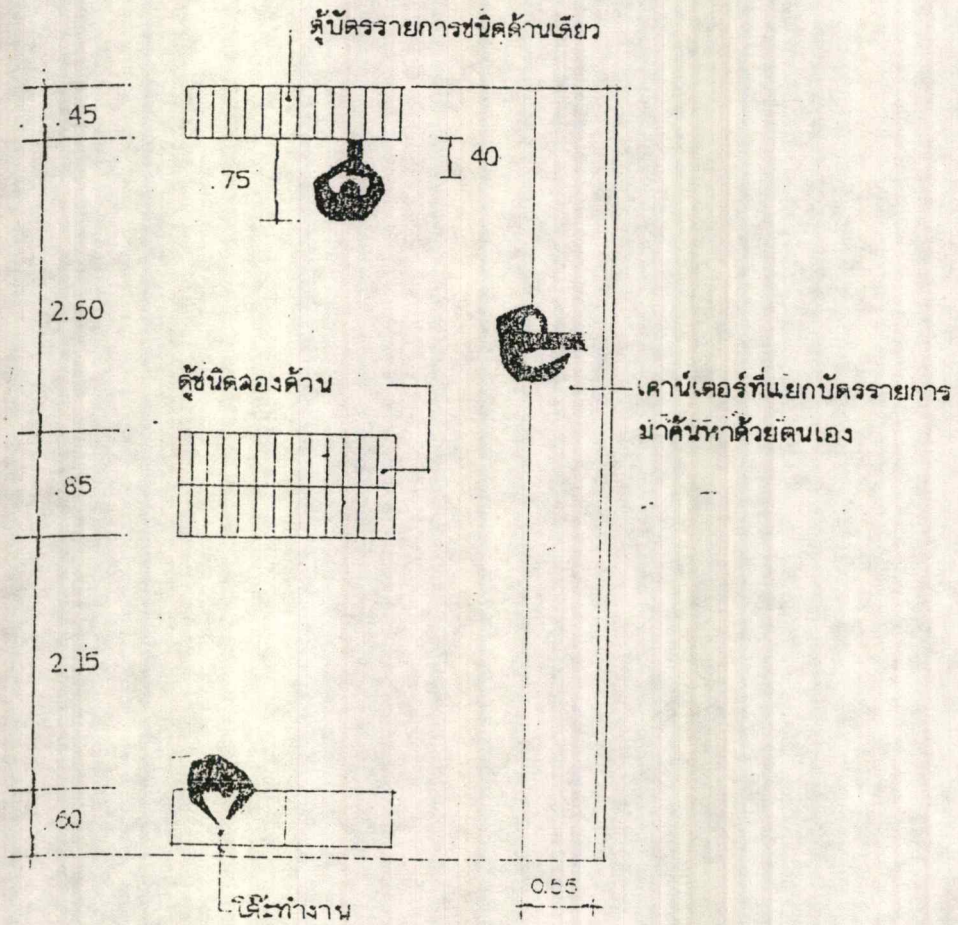 ตู้บัตรรายการชนิดด้านเดียว
.45
.75
40
2.50
ตู้ชนิดสองด้าน
เคาน์เตอร์ที่แยกบัตรรายการ
มาค้นหาด้วยตนเอง
.85
2.15
.60
0.55
โต๊ะทำงาน